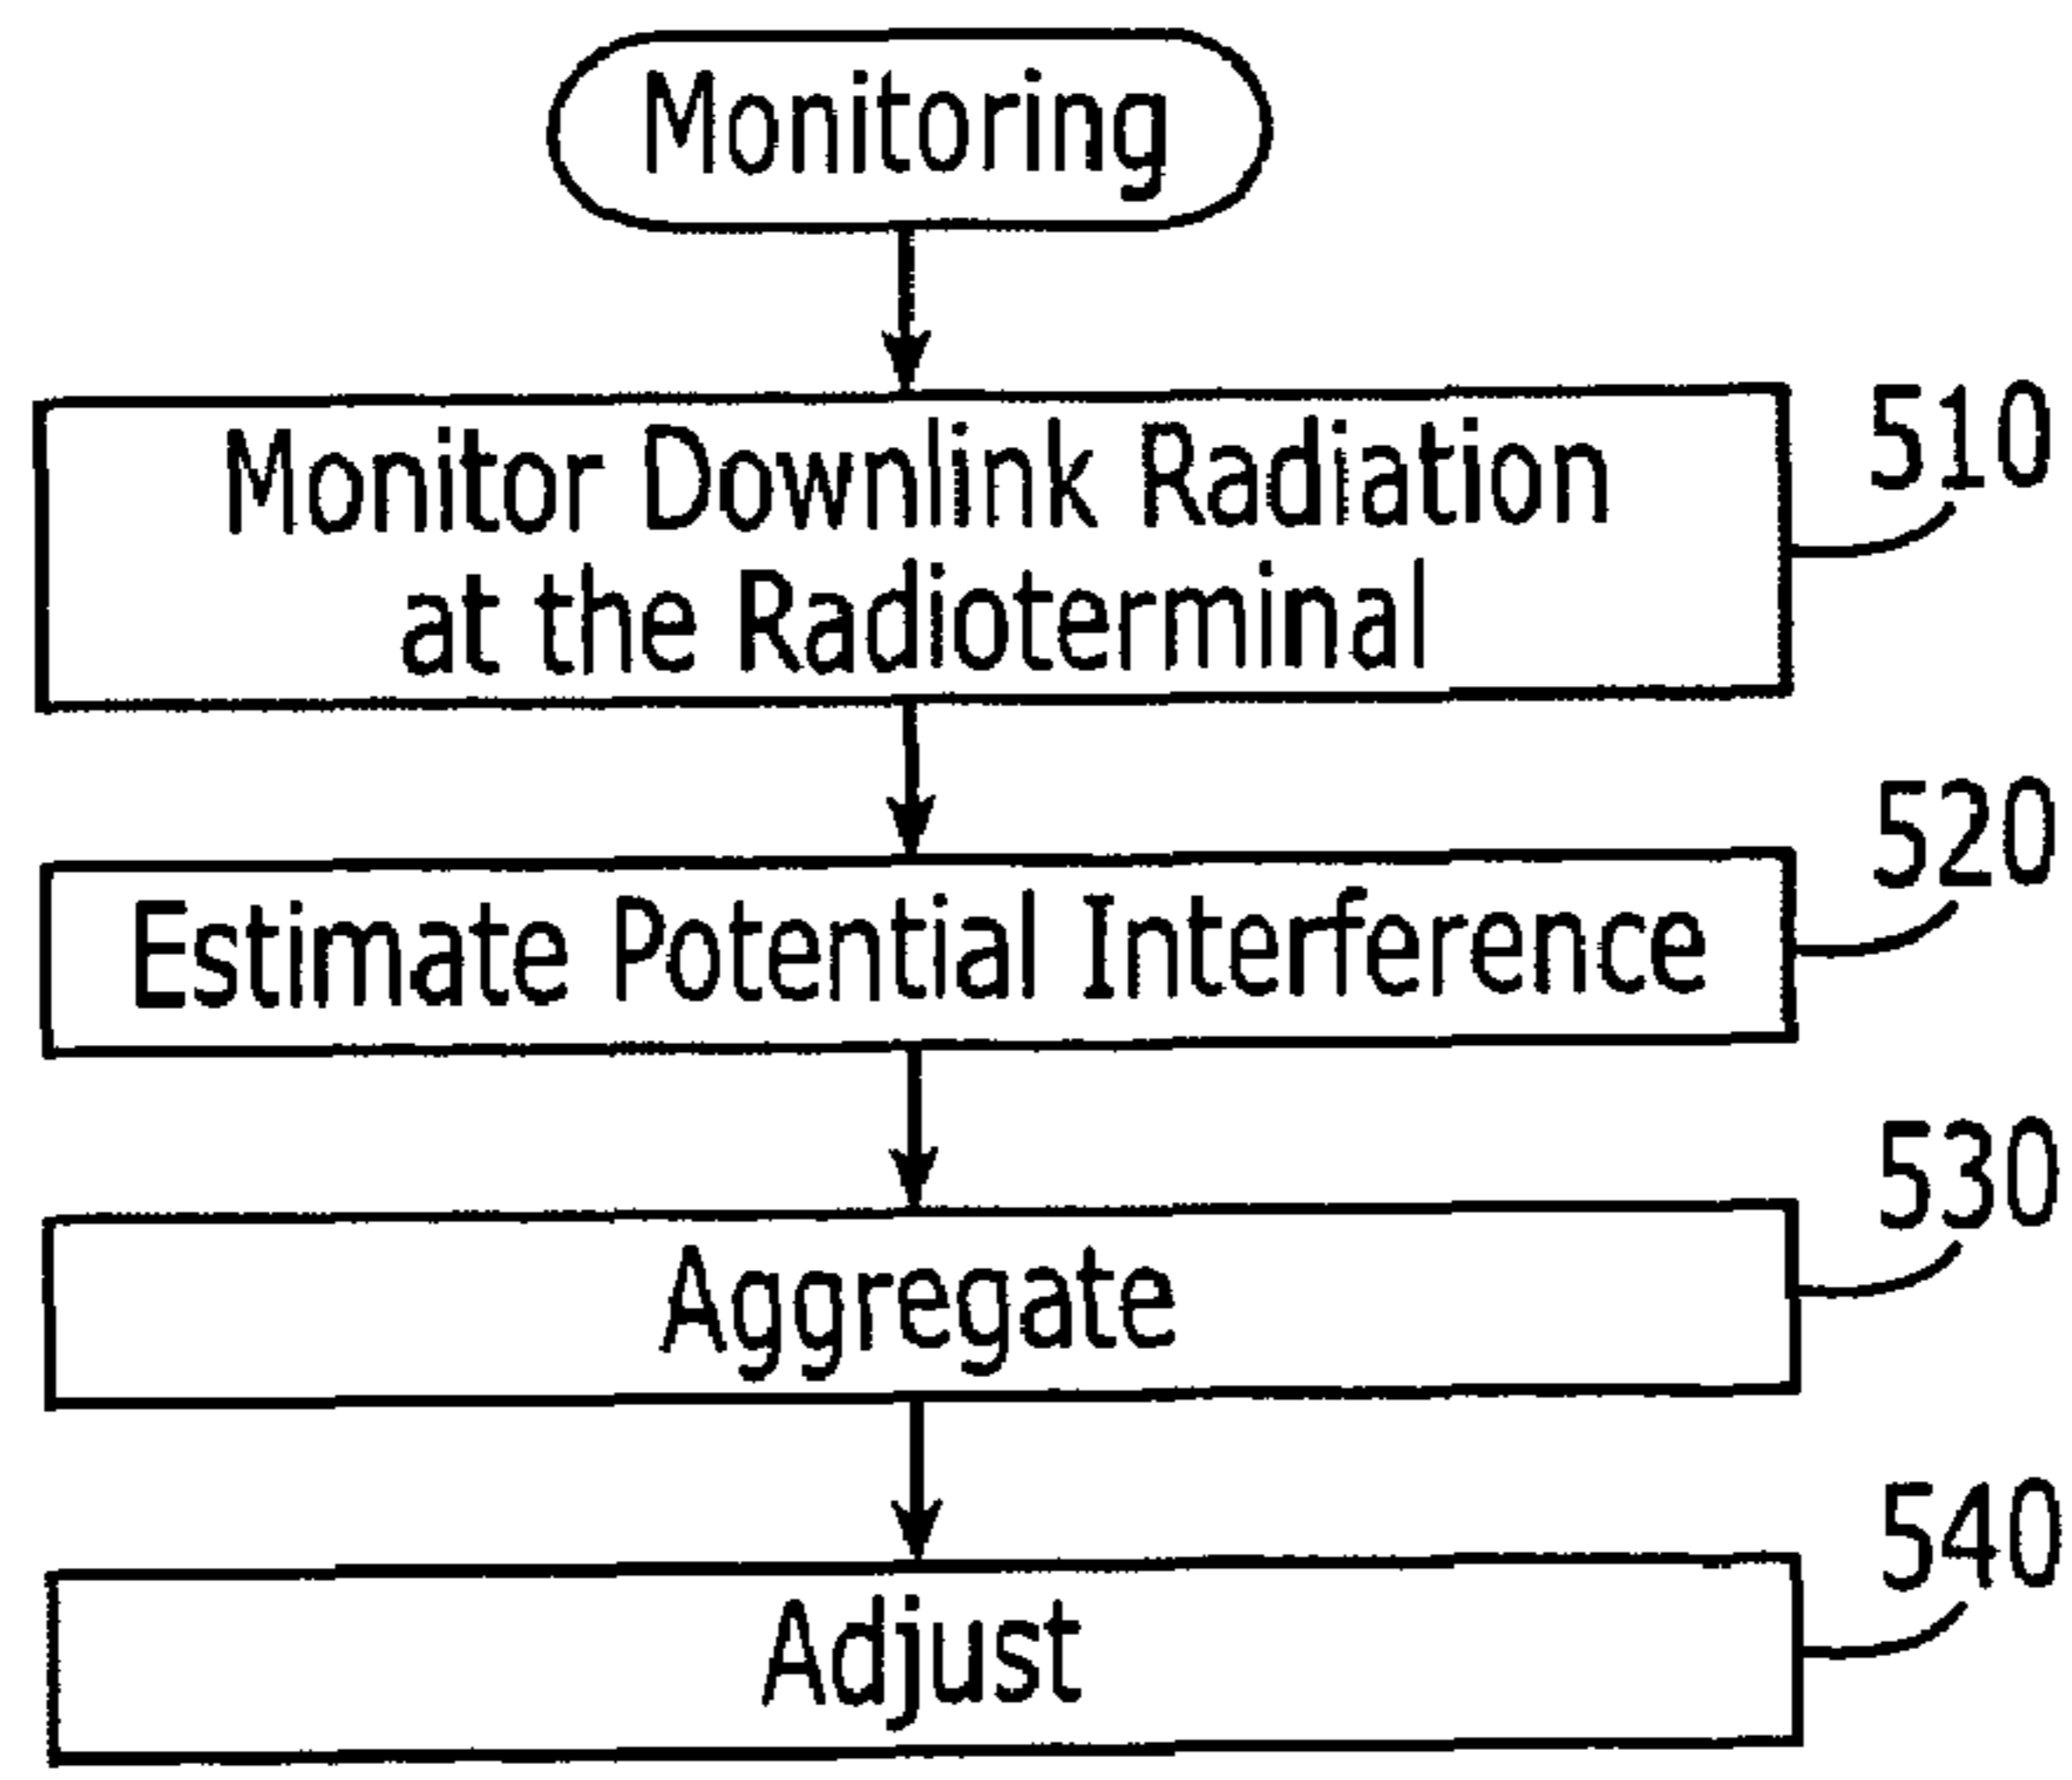 Monitoring
Monitor Downlink Radiation
at the Radioterminal
510
Estimate Potential Interference
520
Aggregate
530
Adjust
540